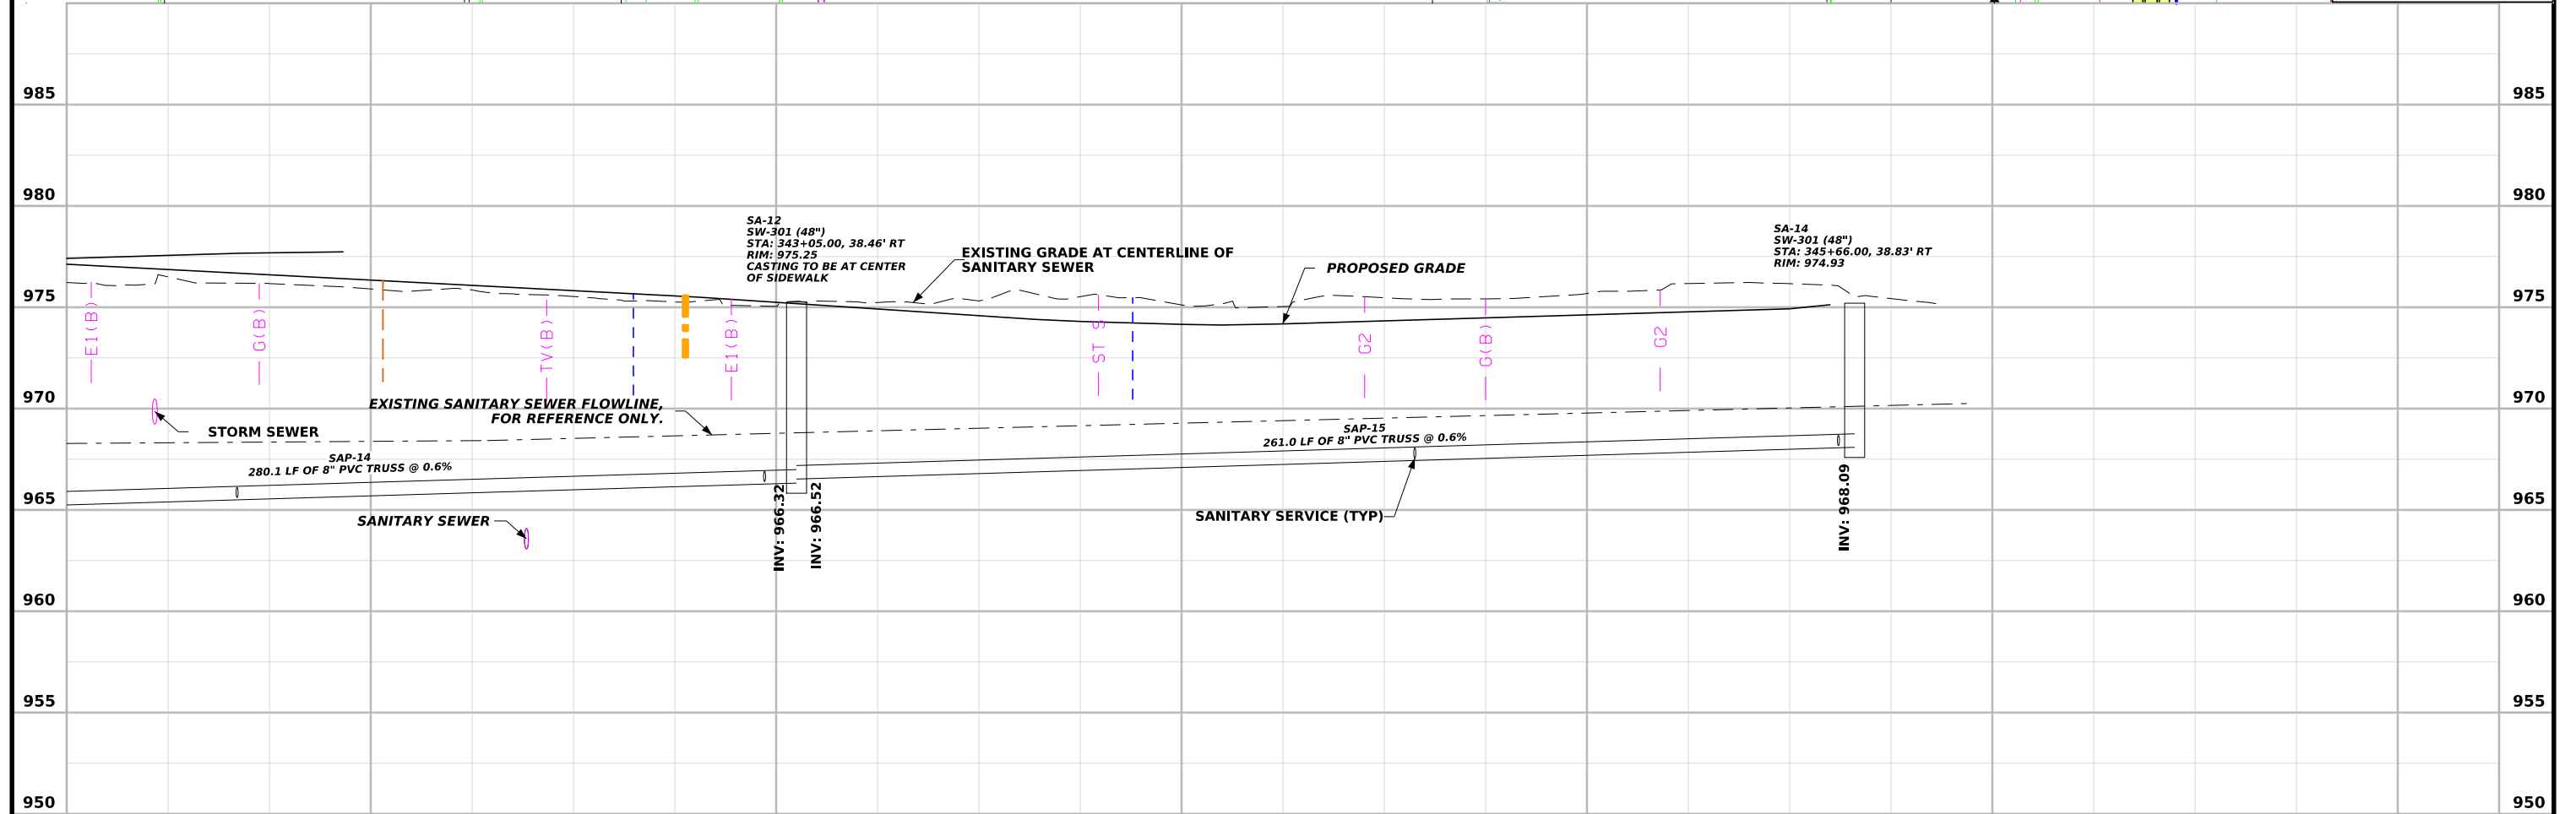 985
985
980
980
SA-12
SW-301 (48")
STA: 343+05.00, 38.46' RT
RIM: 975.25
CASTING TO BE AT CENTER
OF SIDEWALK
EXISTING GRADE AT CENTERLINE OF
SANITARY SEWER
PROPOSED GRADE
SA-14
SW-301 (48")
STA: 345+66.00, 38.83' RT
RIM: 974.93
975
975
E1(B)
G(B)
TV(B)
E1(B)
ST S
G2
G(B)
G2
970
970
EXISTING SANITARY SEWER FLOWLINE,
FOR REFERENCE ONLY.
STORM SEWER
SAP-14
280.1 LF OF 8" PVC TRUSS @ 0.6%
SAP-15
261.0 LF OF 8" PVC TRUSS @ 0.6%
965
965
SANITARY SEWER
INV: 966.32
INV: 966.52
SANITARY SERVICE (TYP)
INV: 968.09
960
960
955
955
950
950